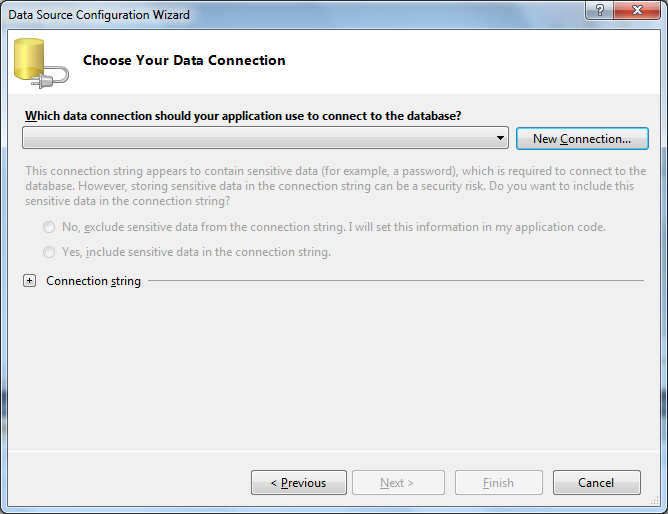 Data Source Configuration Wizard
?
Choose Your Data Connection
Which data connection should your application use to connect to the database?
New Connection...
This connection string appears to contain sensitive data (for example, a password), which is required to connect to the
database. However, storing sensitive data in the connection string can be a security risk. Do you want to include this
sensitive data in the connection string?
No, exclude sensitive data from the connection string. I will set this information in my application code.
Yes, include sensitive data in the connection string.
Connection string
< Previous
Next >
Finish
Cancel